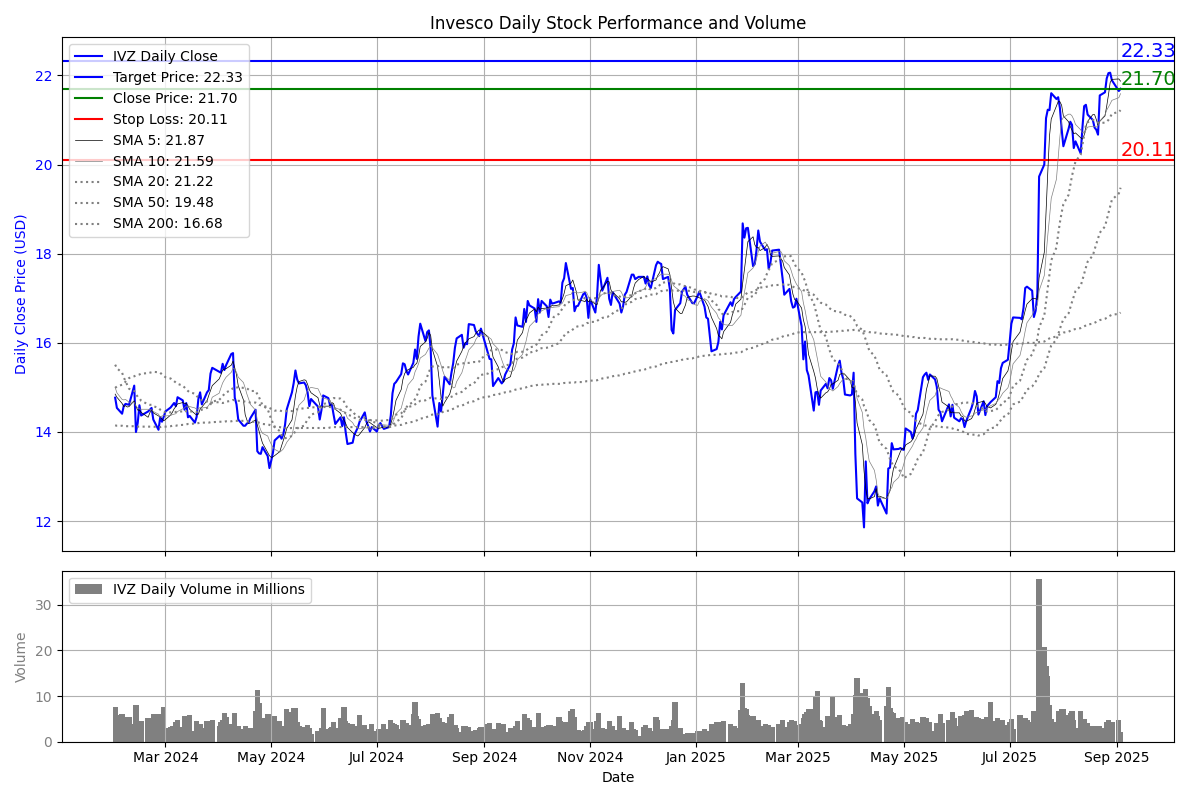 Invesco Daily Stock Performance and Volume
IVZ Daily Close
Target Price: 22.33
Close Price: 21.70
Stop Loss: 20.11
SMA 5: 21.87
SMA 10: 21.59
SMA 20: 21.22
SMA 50: 19.48
SMA 200: 16.68
22.33
21.70
20.11
Daily Close Price (USD)
22
20
18
16
14
12
IVZ Daily Volume in Millions
Volume
30
20
10
0
Mar 2024 May 2024 Jul 2024 Sep 2024 Nov 2024 Jan 2025 Mar 2025 May 2025 Jul 2025 Sep 2025
Date